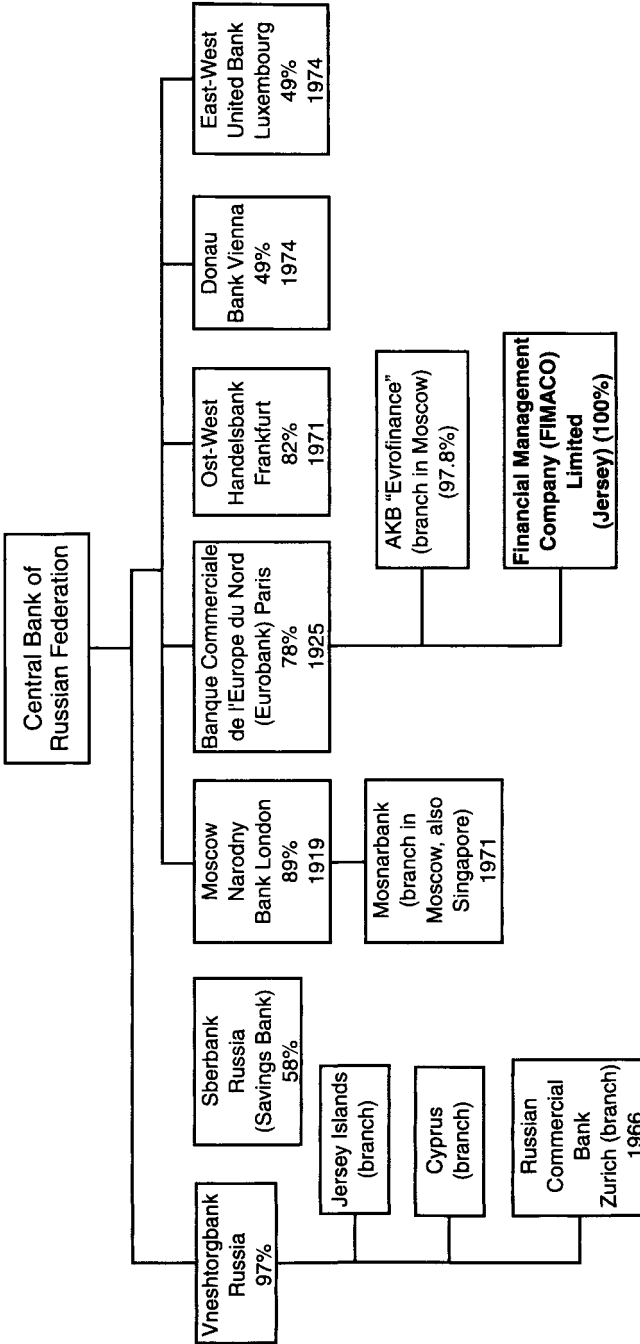 Central Bank of
Russian Federation
Vneshtorgbank
Russia
97%
Jersey Islands
(branch)
Cyprus
(branch)
Russian
Commercial
Bank
Zurich (branch)
1966
Sberbank
Russia
(Savings Bank)
58%
Moscow
Narodny
Bank London
89%
1919
Mosnarbank
(branch in
Moscow, also
Singapore)
1971
Banque Commerciale
de l'Europe du Nord
(Eurobank) Paris
78%
1925
AKB "Evrofinance"
(branch in Moscow)
(97.8%)
Financial Management
Company (FIMACO)
Limited
(Jersey) (100%)
Ost-West
Handelsbank
Frankfurt
82%
1971
Donau
Bank Vienna
49%
1974
East-West
United Bank
Luxembourg
49%
1974